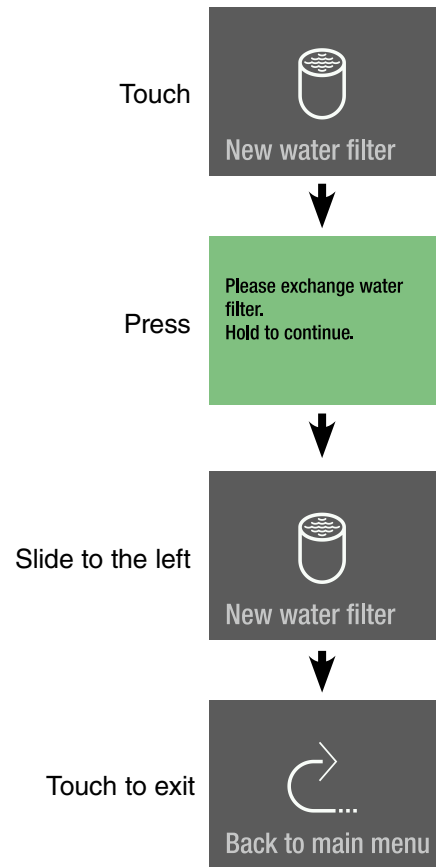 Touch
New water filter
Press
Please exchange water
filter.
Hold to continue.
Slide to the left
New water filter
Touch to exit
Back to main menu